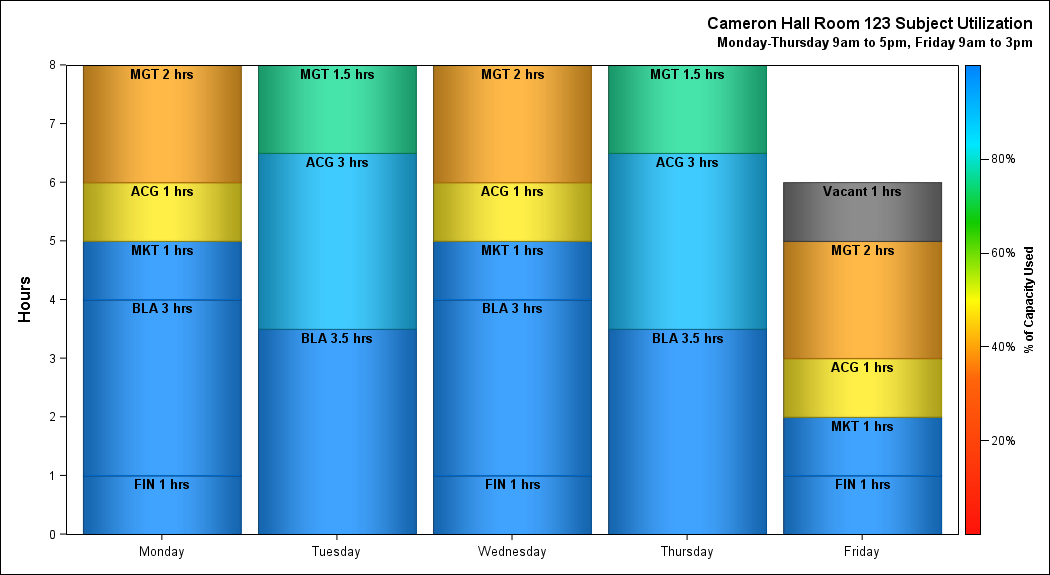 Cameron Hall Room 123 Subject Utilization
Monday-Thursday 9am to 5pm, Friday 9am to 3pm
Hours
8
7
6
5
4
3
2
1
0
MGT 2 hrs
ACG 1 hrs
MKT 1 hrs
BLA 3 hrs
FIN 1 hrs
MGT 1.5 hrs
ACG 3 hrs
BLA 3.5 hrs
MGT 2 hrs
ACG 1 hrs
MKT 1 hrs
BLA 3 hrs
FIN 1 hrs
MGT 1.5 hrs
ACG 3 hrs
BLA 3.5 hrs
Vacant 1 hrs
MGT 2 hrs
ACG 1 hrs
MKT 1 hrs
FIN 1 hrs
Monday
Tuesday
Wednesday
Thursday
Friday
80%
60%
40%
20%
% of Capacity Used